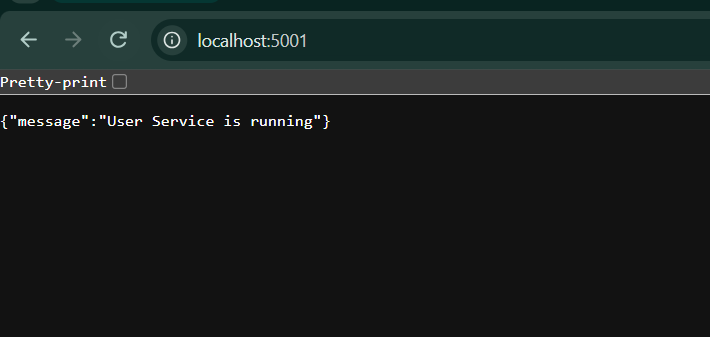 localhost:5001
Pretty-print
{"message":"User Service is running"}